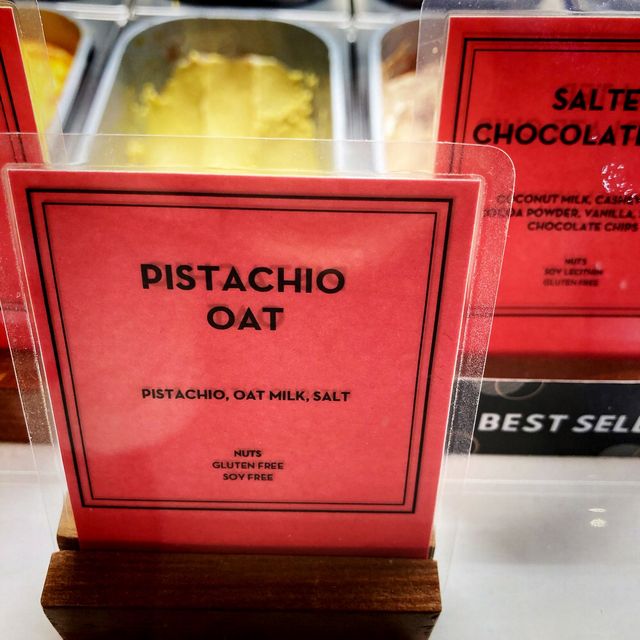 PISTACHIO
OAT
PISTACHIO, OAT MILK, SALT
NUTS
GLUTEN FREE
SOY FREE
CHOCOLATE
COCONUT MILK,
COCOA POWDER, VANILLA,
CHOCOLATE CHIPS
NUTS
SOY LECITHIN
GLUTEN FREE
BEST